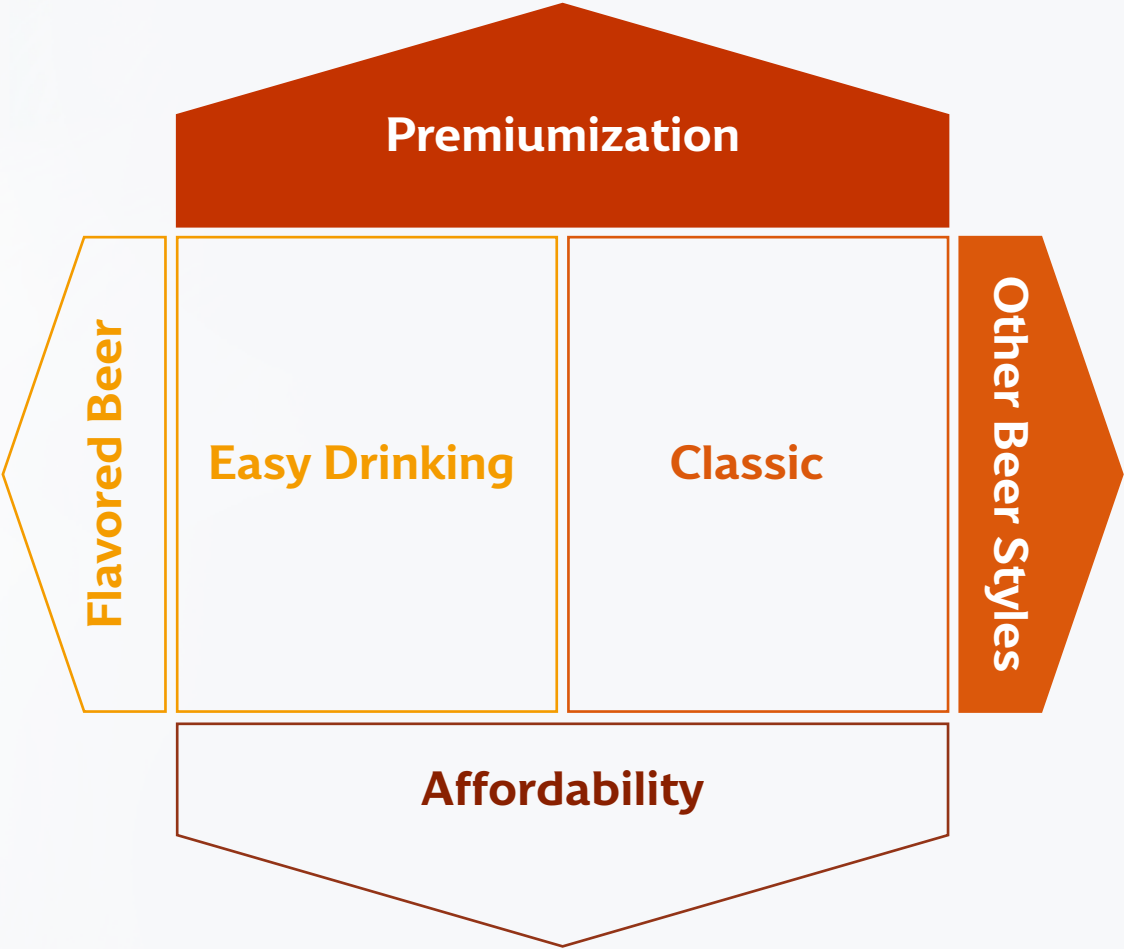 Premiumization
Flavored Beer
Easy Drinking
Classic
Other Beer Styles
Affordability